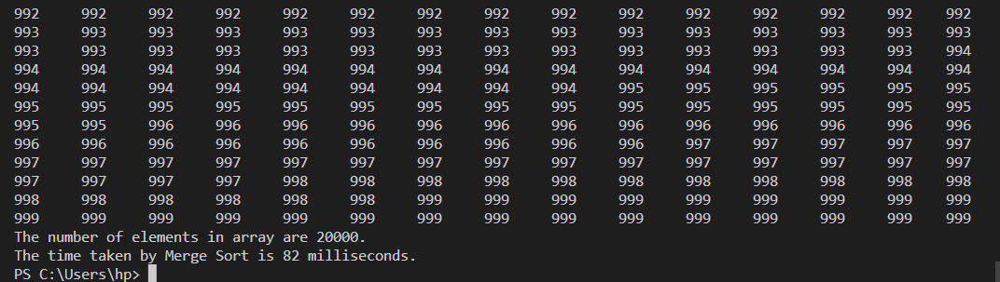 992 992 992 992 992 992 992 992 992 992 992 992 992 992 992
993 993 993 993 993 993 993 993 993 993 993 993 993 993 993
993 993 993 993 993 993 993 993 993 993 993 993 993 993 994
994 994 994 994 994 994 994 994 994 994 994 994 994 994 994
994 994 994 994 994 994 994 994 994 995 995 995 995 995 995
995 995 995 995 995 995 995 995 995 995 995 995 995 995 995
995 995 996 996 996 996 996 996 996 996 996 996 996 996 996
996 996 996 996 996 996 996 996 996 996 997 997 997 997 997
997 997 997 997 997 997 997 997 997 997 997 997 997 997 997
997 997 997 997 998 998 998 998 998 998 998 998 998 998 998
998 998 998 998 998 998 999 999 999 999 999 999 999 999 999
999 999 999 999 999 999 999 999 999 999 999 999 999 999 999
The number of elements in array are 20000.
The time taken by Merge Sort is 82 milliseconds.
PS C:\Users\hp>